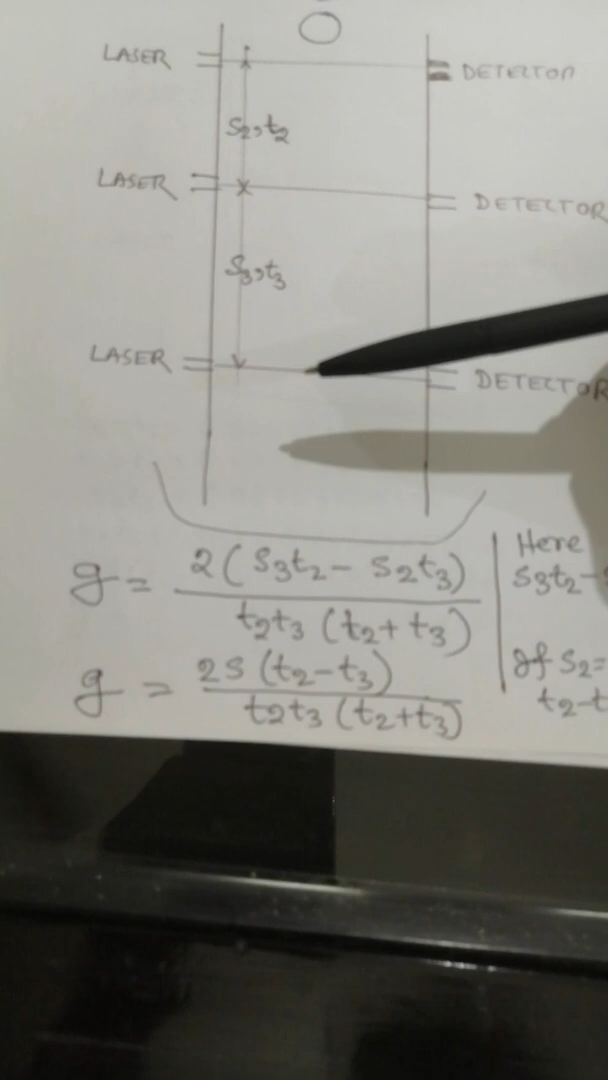 LASER DETECTOR
S₂,t₂
LASER DETECTOR
S₃,t₃
LASER DETECTOR
g = 2(S₃t₂ - S₂t₃) / t₂t₃ (t₂+t₃)
g = 2S (t₂-t₃) / t₂t₃ (t₂+t₃)
Here
S₃t₂-
If S₂=
t₂-t